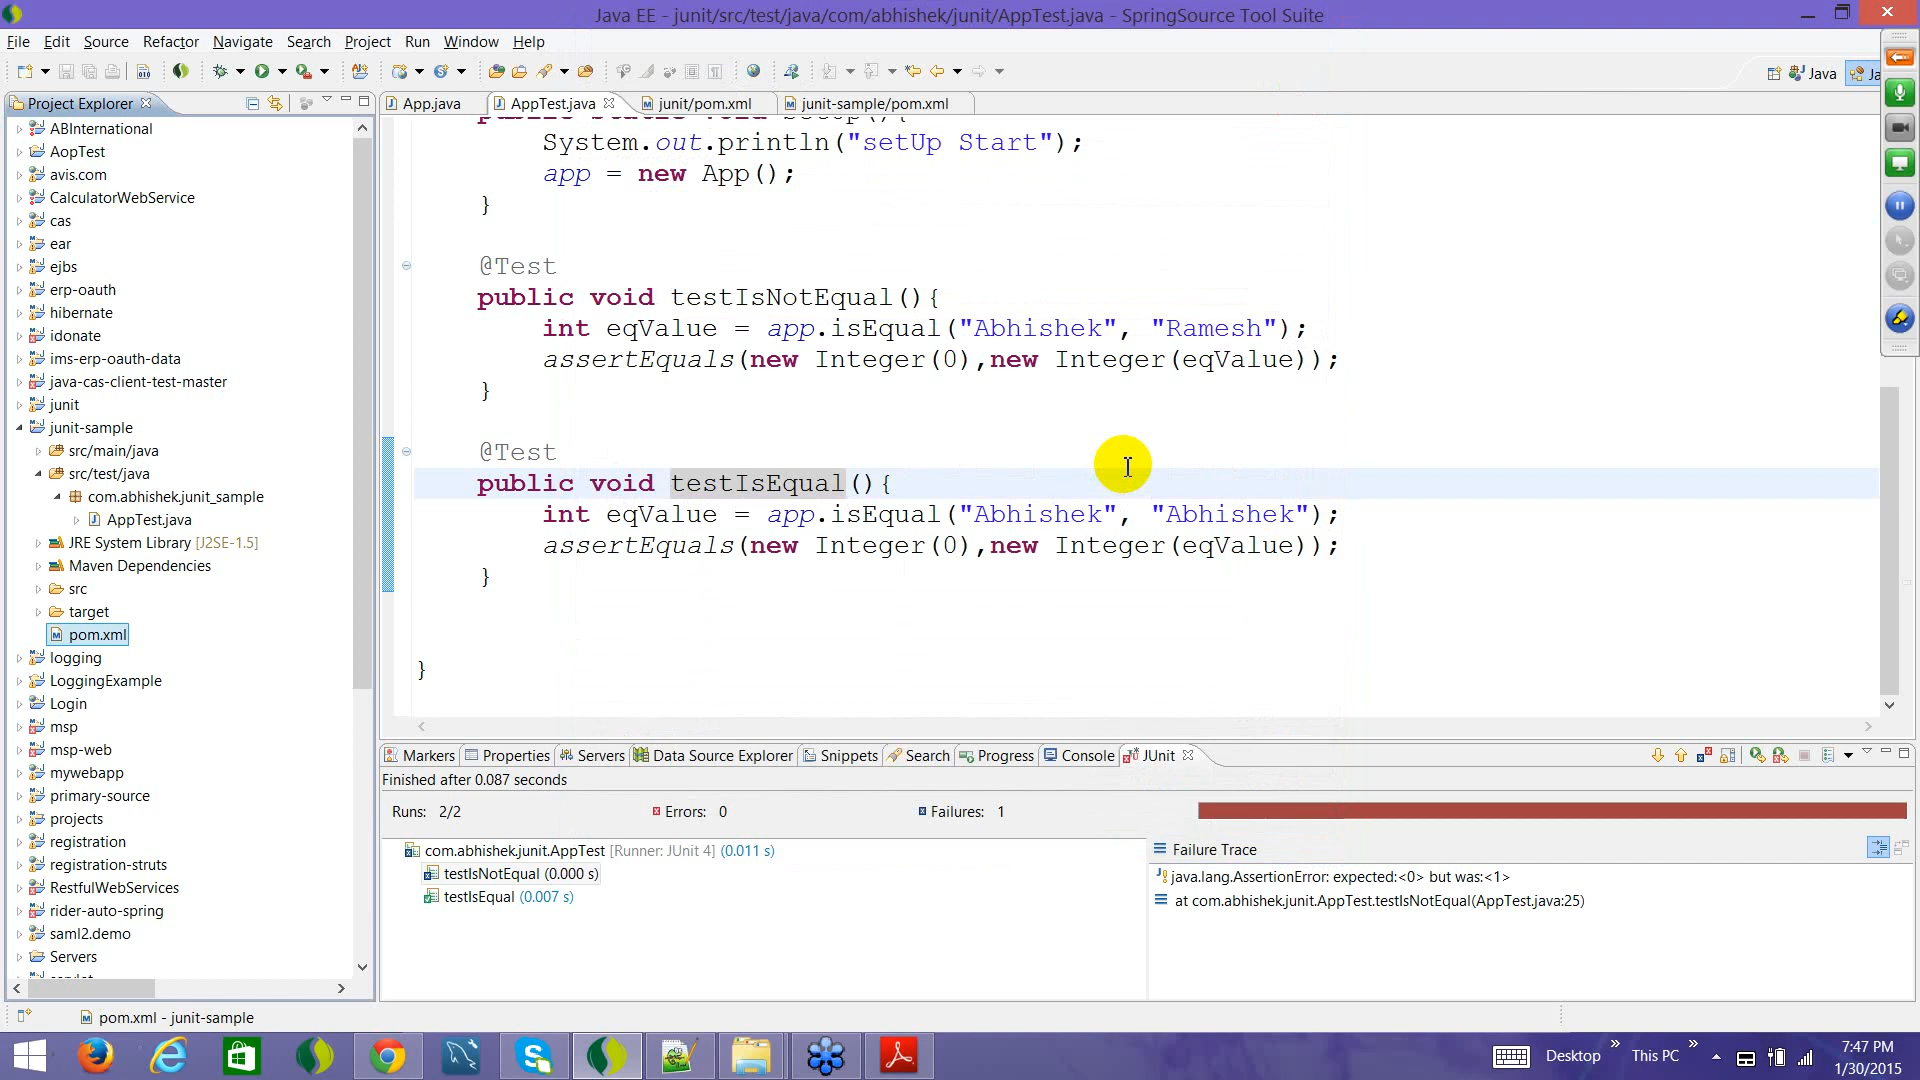 Java EE - junit/src/test/java/com/abhishek/junit/AppTest.java - SpringSource Tool Suite
File Edit Source Refactor Navigate Search Project Run Window Help
Java Ja
Project Explorer
App.java AppTest.java junit/pom.xml junit-sample/pom.xml
ABInternational
AopTest
avis.com
CalculatorWebService
cas
ear
ejbs
erp-oauth
hibernate
idonate
ims-erp-oauth-data
java-cas-client-test-master
junit
junit-sample
src/main/java
src/test/java
com.abhishek.junit_sample
AppTest.java
JRE System Library [J2SE-1.5]
Maven Dependencies
src
target
pom.xml
logging
LoggingExample
Login
msp
msp-web
mywebapp
primary-source
projects
registration
registration-struts
RestfulWebServices
rider-auto-spring
saml2.demo
Servers
public static void setUp(){
System.out.println("setUp Start");
app = new App();
}
@Test
public void testIsNotEqual(){
int eqValue = app.isEqual("Abhishek", "Ramesh");
assertEquals(new Integer(0),new Integer(eqValue));
}
@Test
public void testIsEqual(){
int eqValue = app.isEqual("Abhishek", "Abhishek");
assertEquals(new Integer(0),new Integer(eqValue));
}
}
Markers Properties Servers Data Source Explorer Snippets Search Progress Console JUnit
Finished after 0.087 seconds
Runs: 2/2 Errors: 0 Failures: 1
com.abhishek.junit.AppTest [Runner: JUnit 4] (0.011 s)
testIsNotEqual (0.000 s)
testIsEqual (0.007 s)
Failure Trace
java.lang.AssertionError: expected:<0> but was:<1>
at com.abhishek.junit.AppTest.testIsNotEqual(AppTest.java:25)
pom.xml - junit-sample
Desktop This PC
7:47 PM
1/30/2015